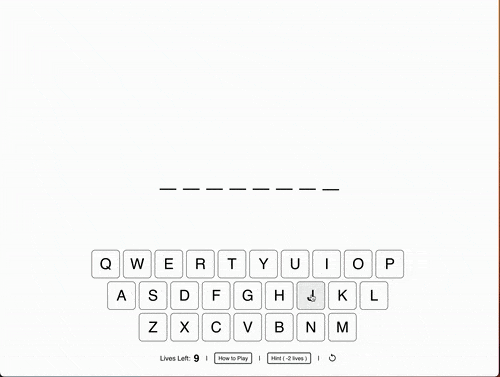 _ _ _ _ _ _ _ _
Q W E R T Y U I O P
A S D F G H J K L
Z X C V B N M
Lives Left: 9 | How to Play | Hint ( -2 lives ) |